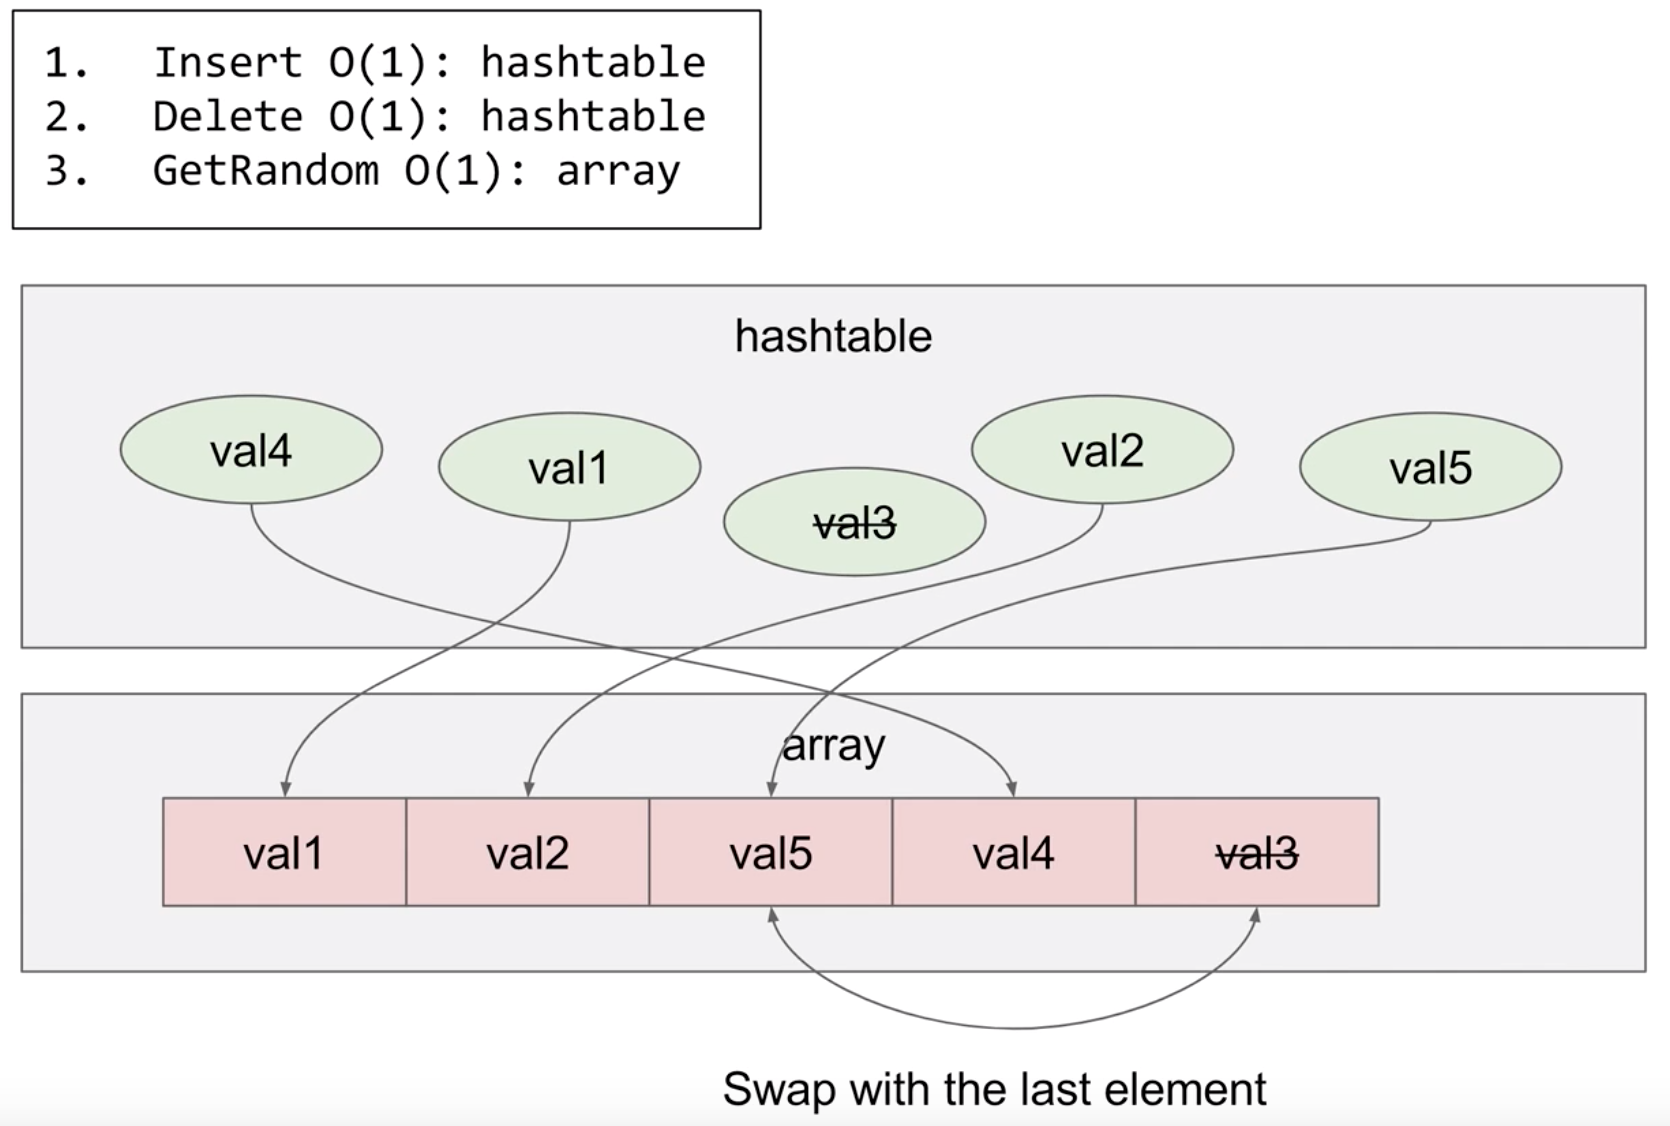 1. Insert O(1): hashtable
2. Delete O(1): hashtable
3. GetRandom O(1): array
hashtable
val4
val1
val3
val2
val5
array
val1
val2
val5
val4
val3
Swap with the last element